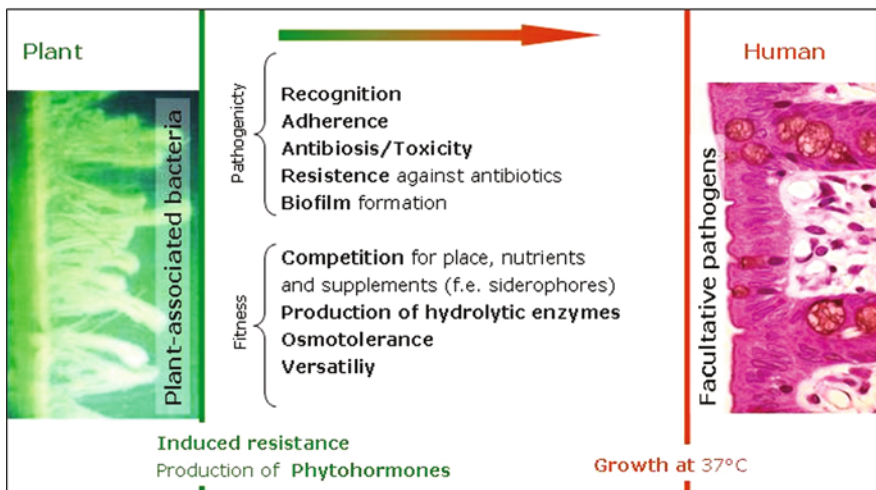 Plant
Human
Plant-associated bacteria
Pathogenicty
Recognition
Adherence
Antibiosis/Toxicity
Resistence against antibiotics
Biofilm formation
Fitness
Competition for place, nutrients
and supplements (f.e. siderophores)
Production of hydrolytic enzymes
Osmotolerance
Versatiliy
Facultative pathogens
Induced resistance
Production of Phytohormones
Growth at 37°C